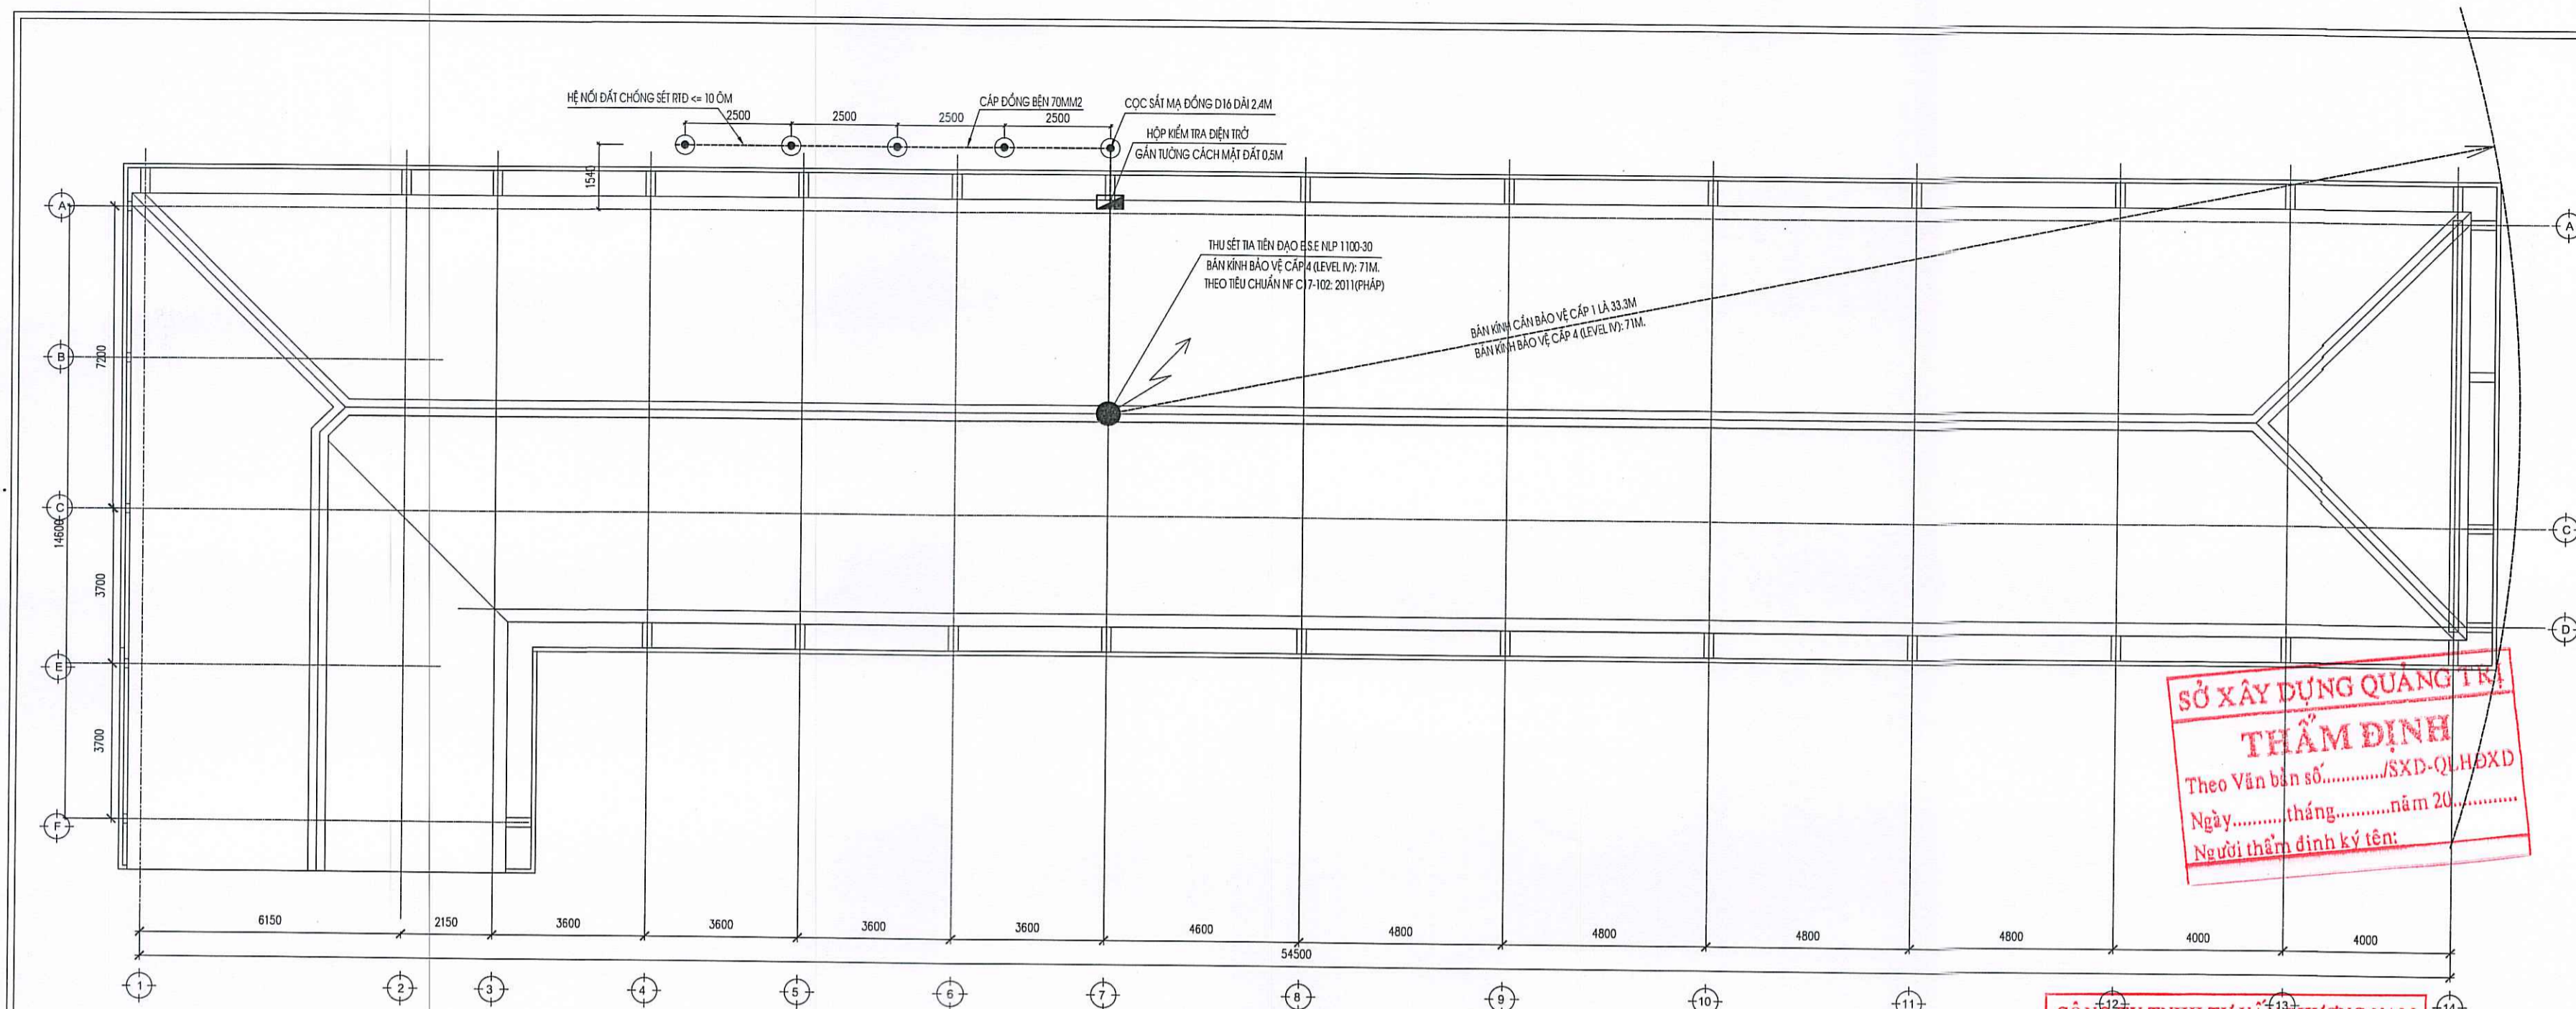 HỆ NỐI ĐẤT CHỐNG SÉT RTĐ <= 10 ÔM
CÁP ĐỒNG BỆN 70MM2
CỌC SẮT MẠ ĐỒNG D16 DÀI 2.4M
2500
2500
2500
2500
HỘP KIỂM TRA ĐIỆN TRỞ
GẮN TƯỜNG CÁCH MẶT ĐẤT 0,5M
1540
A
A
THU SÉT TIA TIÊN ĐẠO E.S.E NLP 1100-30
BÁN KÍNH BẢO VỆ CẤP 4 (LEVEL IV): 71M.
THEO TIÊU CHUẨN NF C17-102: 2011(PHÁP)
BÁN KÍNH CẦN BẢO VỆ CẤP 1 LÀ 33.3M
BÁN KÍNH BẢO VỆ CẤP 4 (LEVEL IV): 71M.
B
7200
C
C
14600
3700
D
E
3700
F
SỞ XÂY DỰNG QUẢNG TRỊ
THẨM ĐỊNH
Theo Văn bản số............/SXD-QLHĐXD
Ngày..........tháng..........năm 20............
Người thẩm định ký tên:
6150
2150
3600
3600
3600
3600
4600
4800
4800
4800
4800
4000
4000
54500
1
2
3
4
5
6
7
8
9
10
11
12
13
14